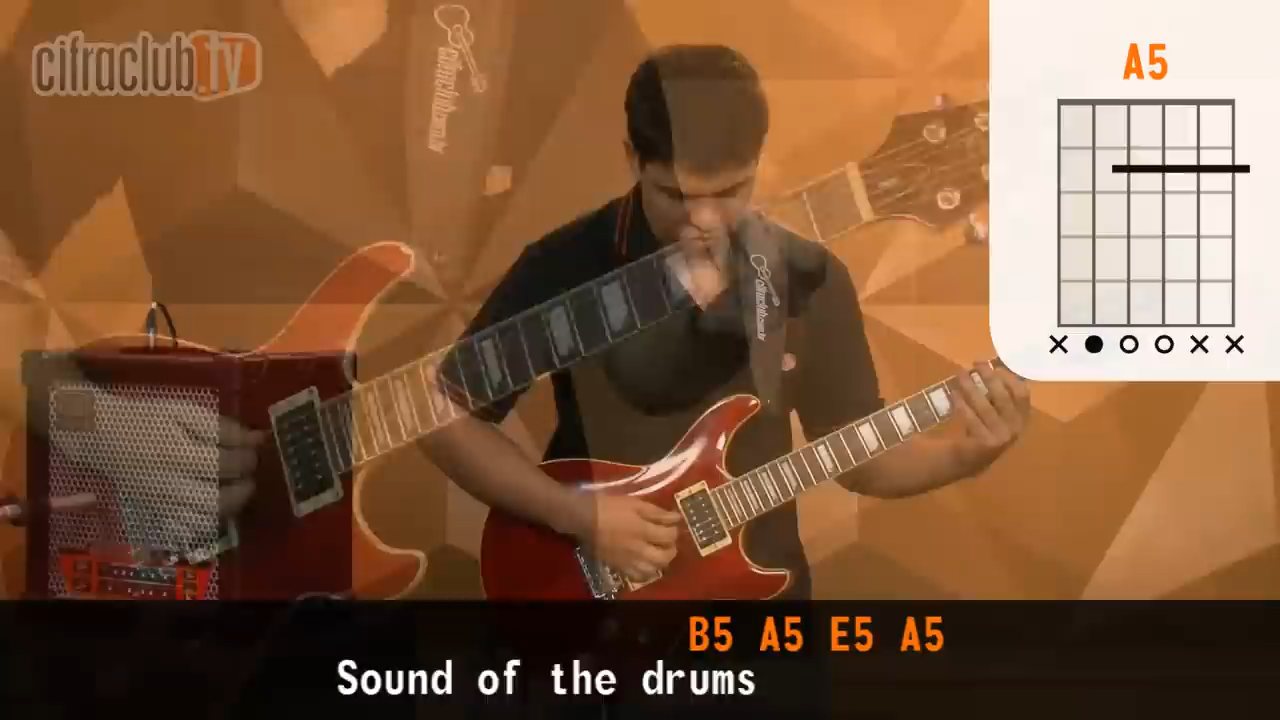 cifraclub.tv
A5
X ● O O X X
B5 A5 E5 A5
Sound of the drums